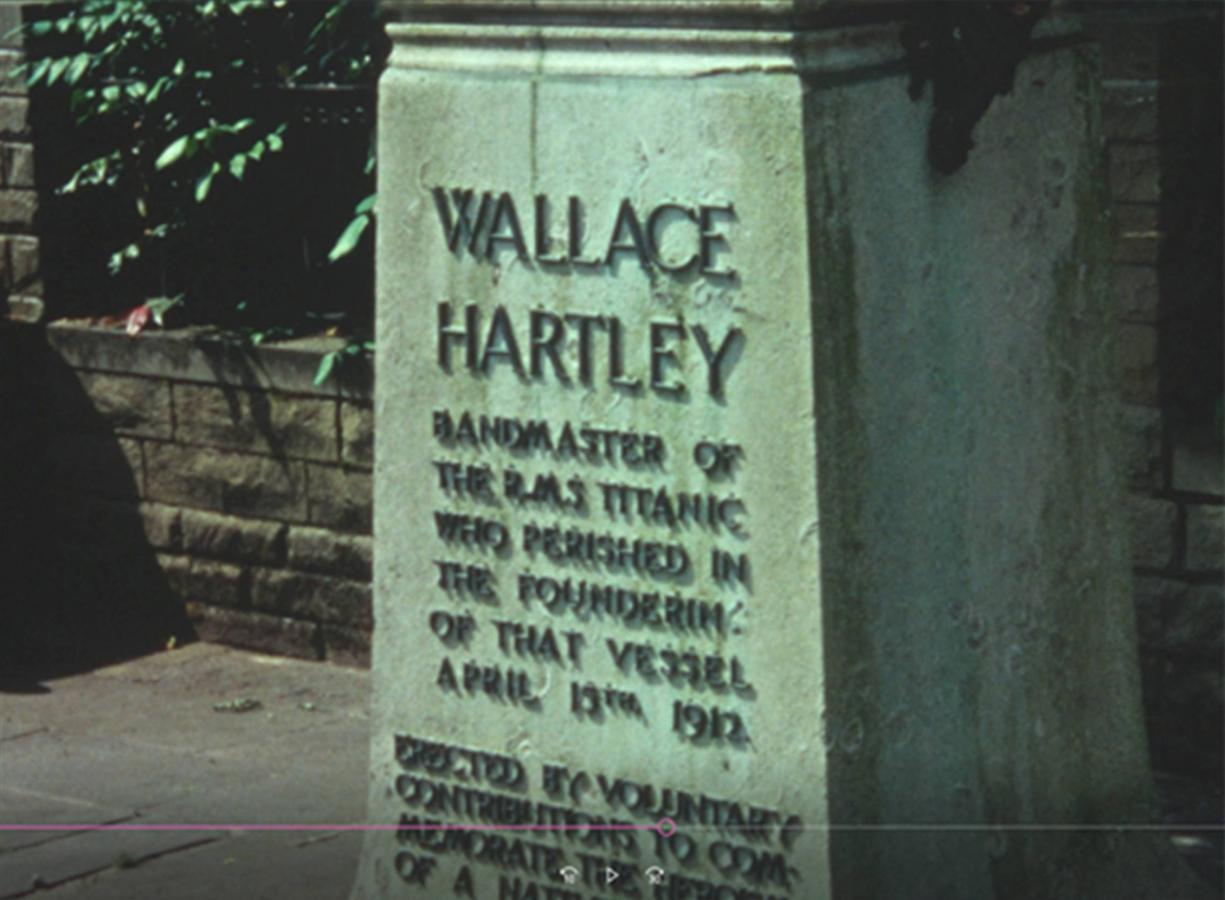 WALLACE
HARTLEY
BANDMASTER OF
THE R.M.S TITANIC
WHO PERISHED IN
THE FOUNDERING
OF THAT VESSEL
APRIL 15TH 1912.
ERECTED BY VOLUNTARY
CONTRIBUTIONS TO COM-
MEMORATE THE
OF A